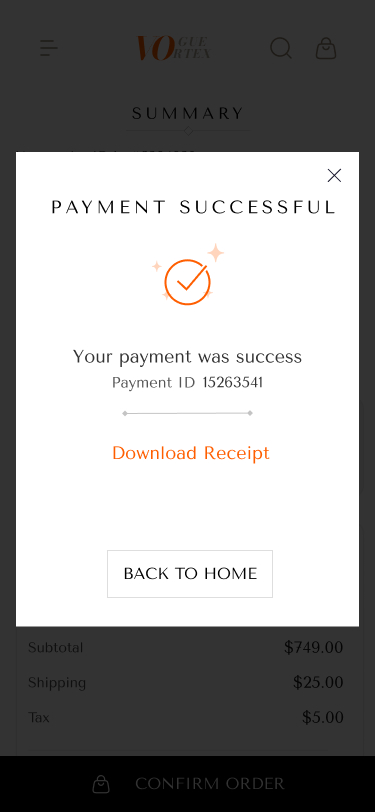 VOGUE
VORTEX
SUMMARY
PAYMENT SUCCESSFUL
Your payment was success
Payment ID 15263541
Download Receipt
BACK TO HOME
Subtotal $749.00
Shipping $25.00
Tax $5.00
CONFIRM ORDER